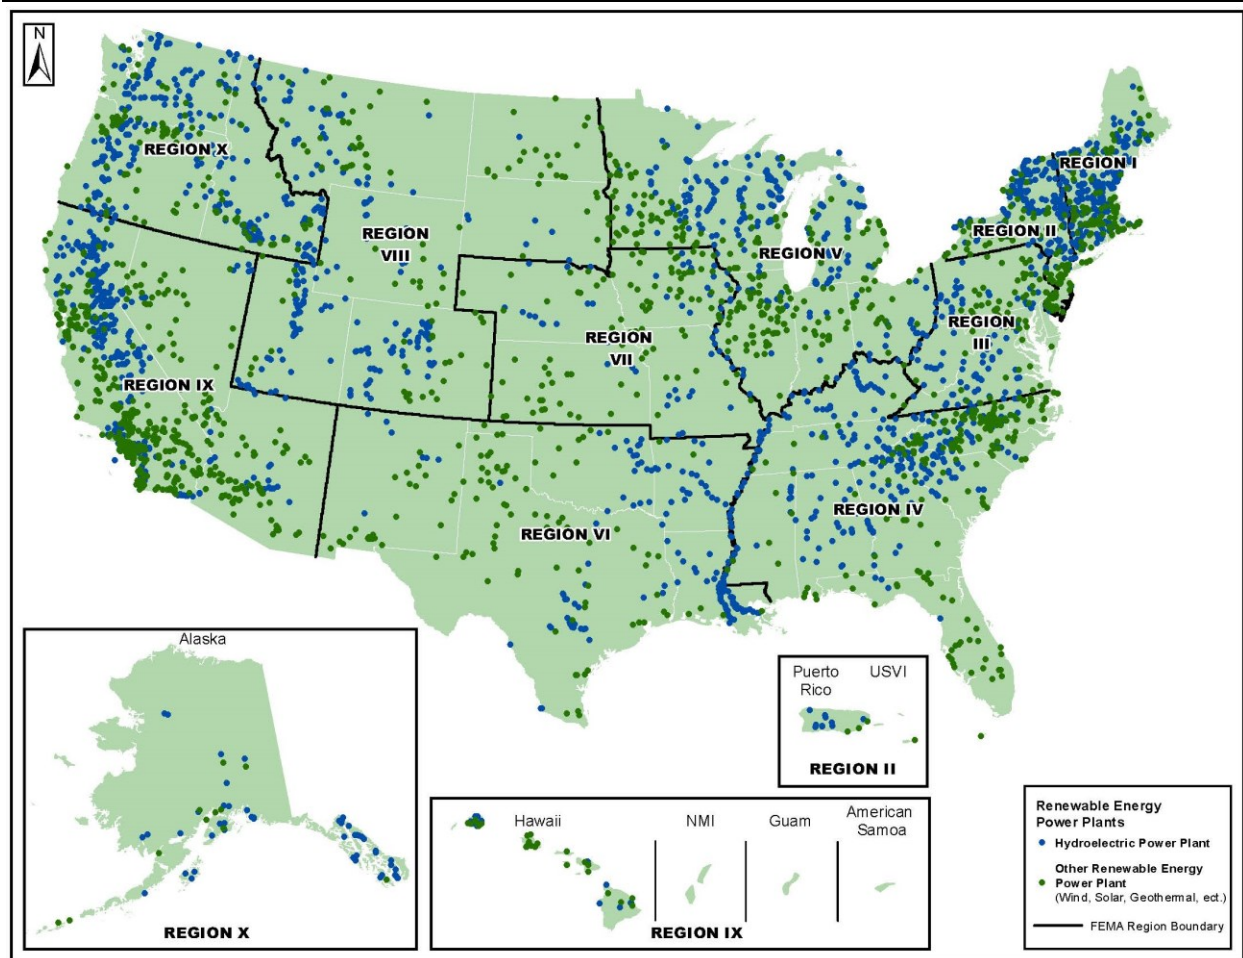 N
REGION X
REGION I
REGION II
REGION V
REGION
VIII
REGION
III
REGION
VII
REGION IX
REGION IV
REGION VI
Alaska
REGION X
Puerto
Rico
USVI
REGION II
Hawaii
NMI
Guam
American
Samoa
REGION IX
Renewable Energy
Power Plants
Hydroelectric Power Plant
Other Renewable Energy
Power Plant
(Wind, Solar, Geothermal, ect.)
FEMA Region Boundary